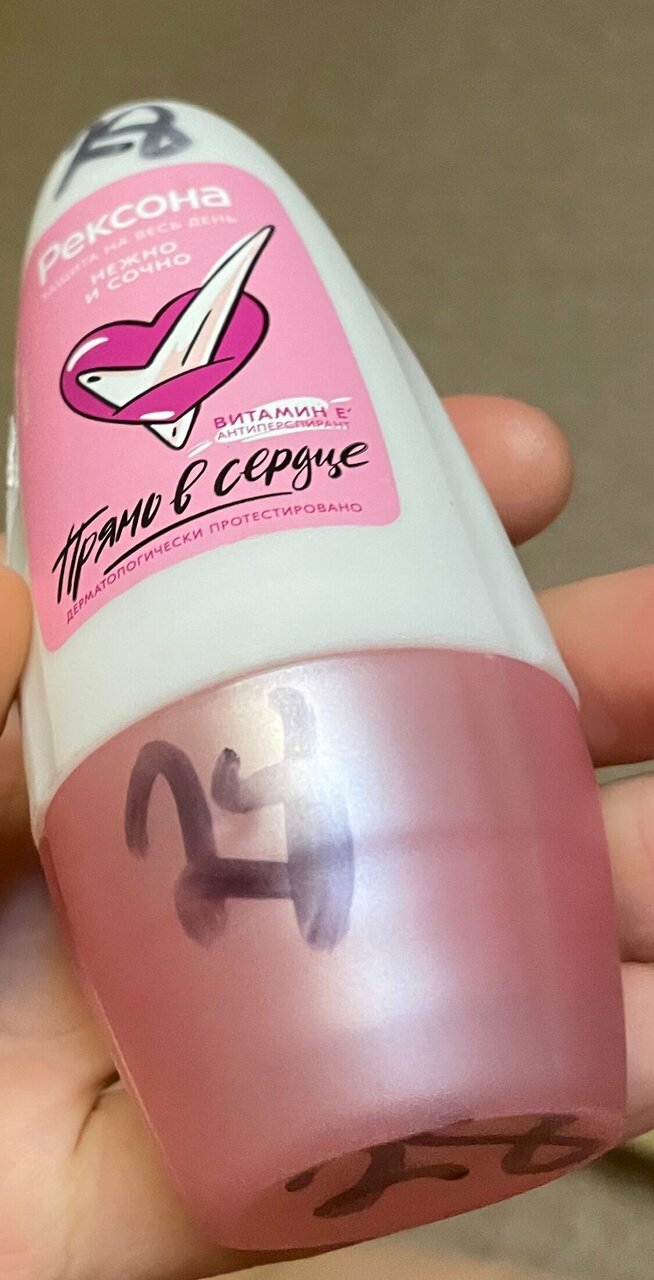 Рексона
ЗАЩИТА НА ВЕСЬ ДЕНЬ
НЕЖНО
И СОЧНО
ВИТАМИН Е*
АНТИПЕРСПИРАНТ
Прямо в сердце
ДЕРМАТОЛОГИЧЕСКИ ПРОТЕСТИРОВАНО